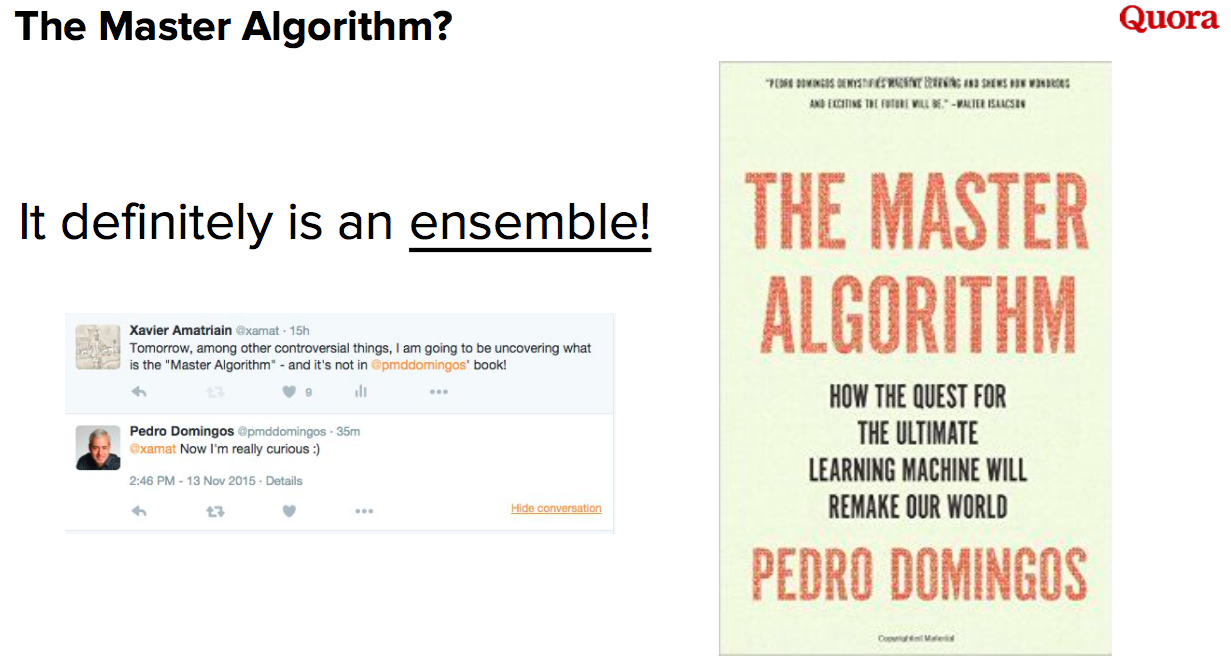 The Master Algorithm?
Quora
It definitely is an ensemble!
Xavier Amatriain @xamat · 15h
Tomorrow, among other controversial things, I am going to be uncovering what
is the "Master Algorithm" - and it's not in @pmddomingos' book!
9
Pedro Domingos @pmddomingos · 35m
@xamat Now I'm really curious :)
2:46 PM - 13 Nov 2015 · Details
Hide conversation
"PEDRO DOMINGOS DEMYSTIFIES MACHINE LEARNING AND SHOWS HOW WONDROUS
AND EXCITING THE FUTURE WILL BE." –WALTER ISAACSON
THE MASTER
ALGORITHM
HOW THE QUEST FOR
THE ULTIMATE
LEARNING MACHINE WILL
REMAKE OUR WORLD
PEDRO DOMINGOS
Copyrighted Material